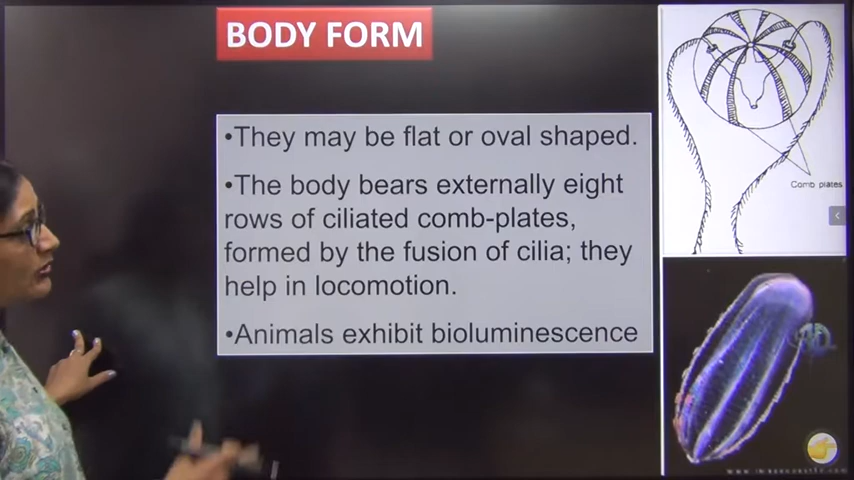 BODY FORM
•They may be flat or oval shaped.
•The body bears externally eight
rows of ciliated comb-plates,
formed by the fusion of cilia; they
help in locomotion.
•Animals exhibit bioluminescence
Comb plates